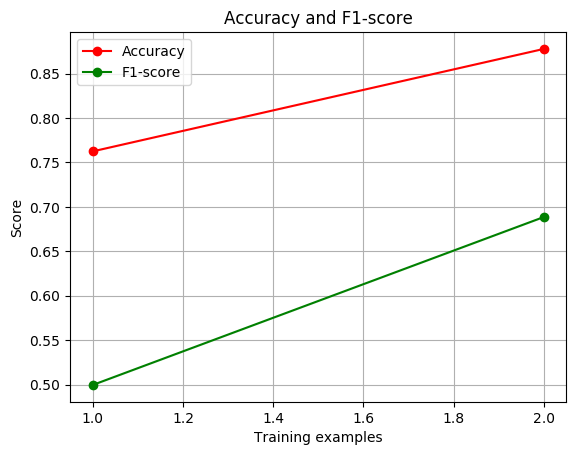 Accuracy and F1-score
Accuracy
F1-score
0.85
0.80
0.75
0.70
0.65
0.60
0.55
0.50
Score
1.0 1.2 1.4 1.6 1.8 2.0
Training examples